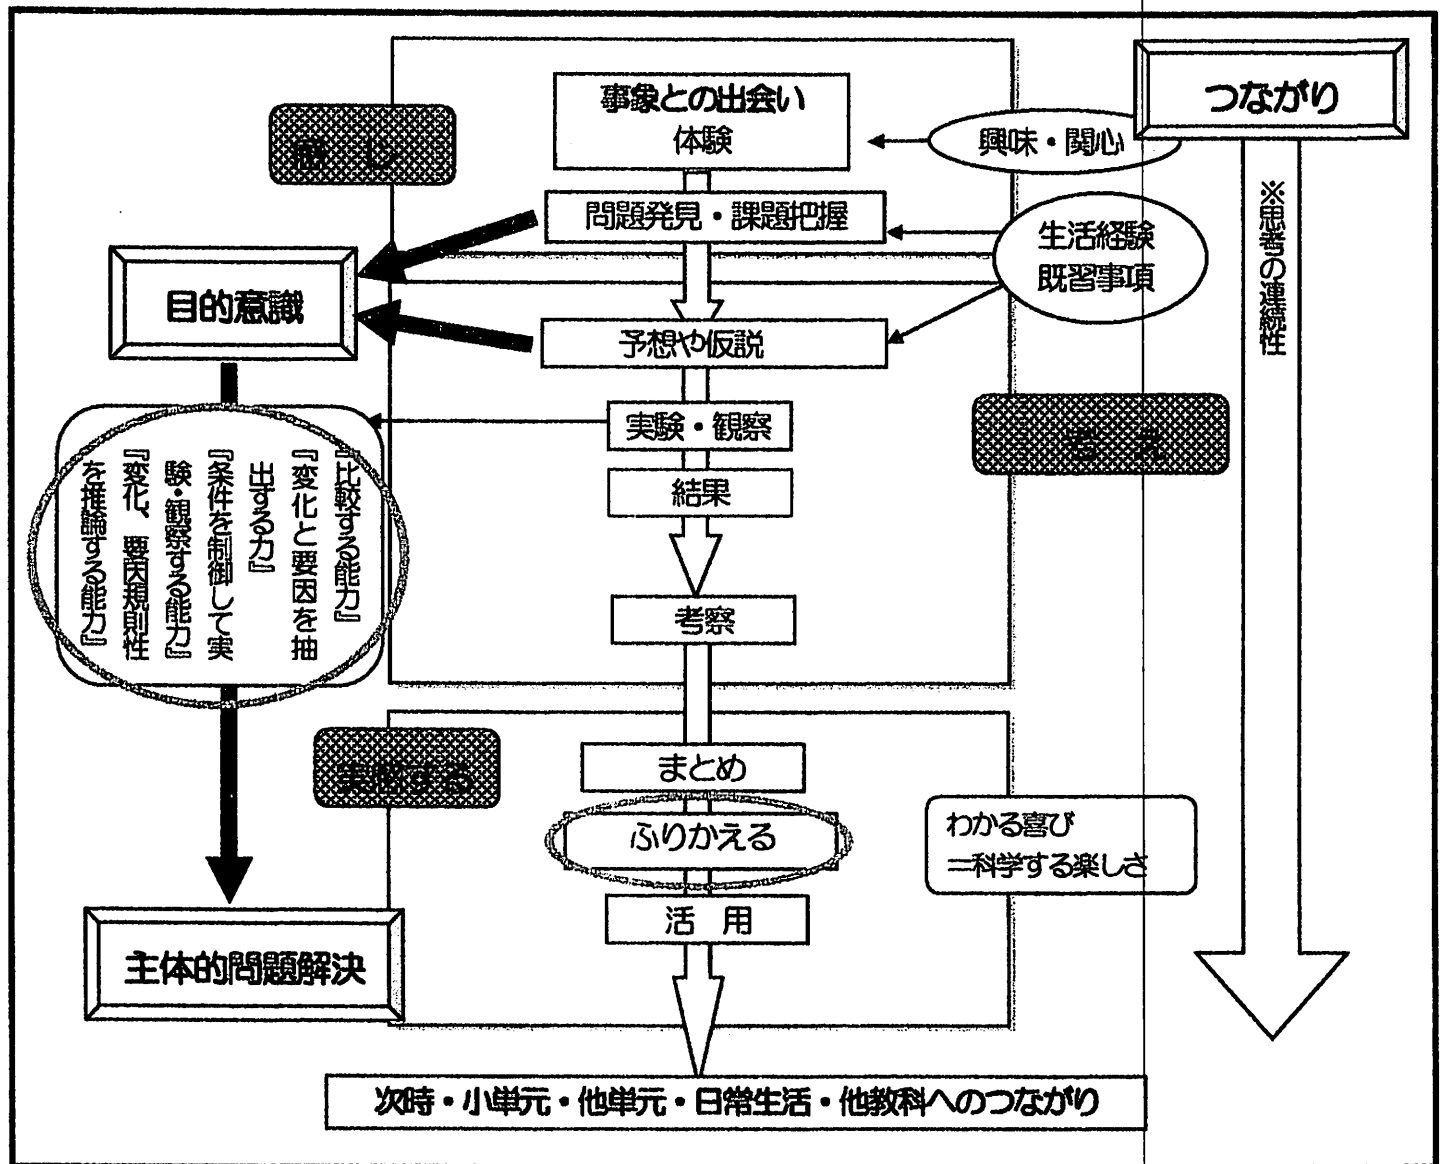 つながり
事象との出会い
体験
感 じ
興味・関心
※思考の連続性
問題発見・課題把握
生活経験
既習事項
目的意識
予想や仮説
実験・観察
考 え
結果
『比較する能力』
『変化と要因を抽
出する力』
『条件を制御して実
験・観察する能力』
『変化、要因規則性
を推論する能力』
考察
実感する
まとめ
ふりかえる
わかる喜び
＝科学する楽しさ
活 用
主体的問題解決
次時・小単元・他単元・日常生活・他教科へのつながり